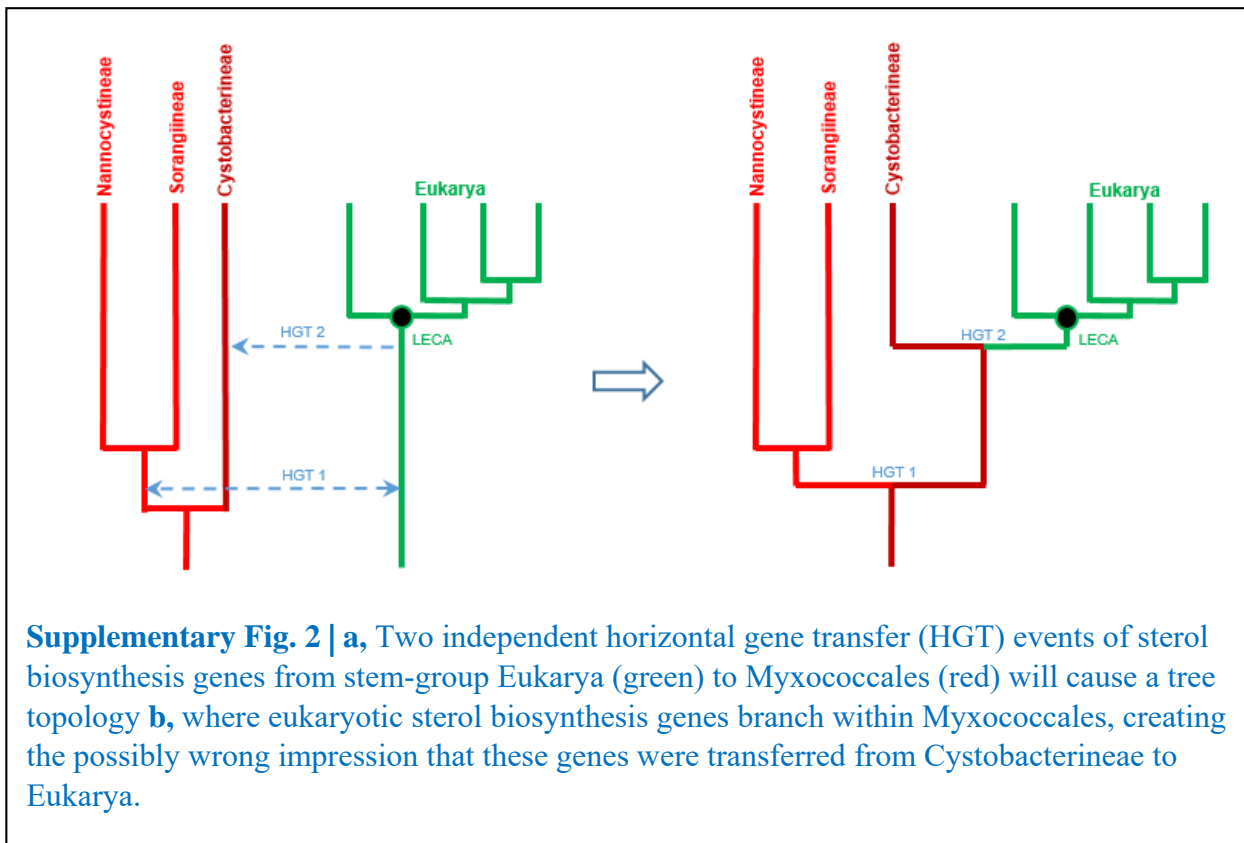 Nannocystineae
Sorangiineae
Cystobacterineae
Eukarya
HGT 2
LECA
HGT 1
Nannocystineae
Sorangiineae
Cystobacterineae
Eukarya
HGT 2
LECA
HGT 1
Supplementary Fig. 2 | a, Two independent horizontal gene transfer (HGT) events of sterol
biosynthesis genes from stem-group Eukarya (green) to Myxococcales (red) will cause a tree
topology b, where eukaryotic sterol biosynthesis genes branch within Myxococcales, creating
the possibly wrong impression that these genes were transferred from Cystobacterineae to
Eukarya.